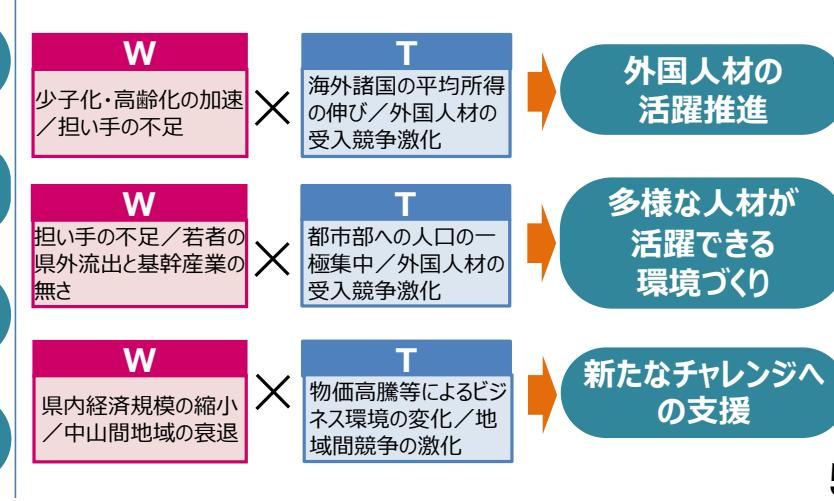 W
少子化・高齢化の加速
／担い手の不足
×
T
海外諸国の平均所得
の伸び／外国人材の
受入競争激化
外国人材の
活躍推進
W
担い手の不足／若者の
県外流出と基幹産業の
無さ
×
T
都市部への人口の一
極集中／外国人材の
受入競争激化
多様な人材が
活躍できる
環境づくり
W
県内経済規模の縮小
／中山間地域の衰退
×
T
物価高騰等によるビジ
ネス環境の変化／地
域間競争の激化
新たなチャレンジへ
の支援